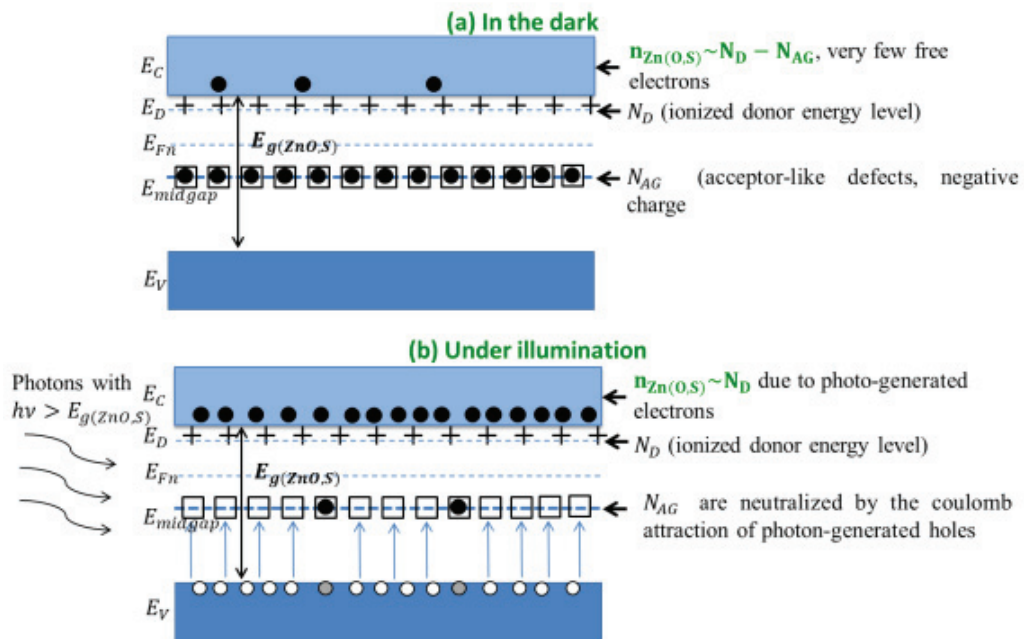 (a) In the dark
E_C
n_Zn(O,S)~N_D − N_AG, very few free
electrons
E_D
N_D (ionized donor energy level)
E_Fn
E_g(ZnO,S)
E_midgap
N_AG (acceptor-like defects, negative
charge
E_V
(b) Under illumination
Photons with
hν > E_g(ZnO,S)
E_C
n_Zn(O,S)~N_D due to photo-generated
electrons
E_D
N_D (ionized donor energy level)
E_Fn
E_g(ZnO,S)
E_midgap
N_AG are neutralized by the coulomb
attraction of photon-generated holes
E_V